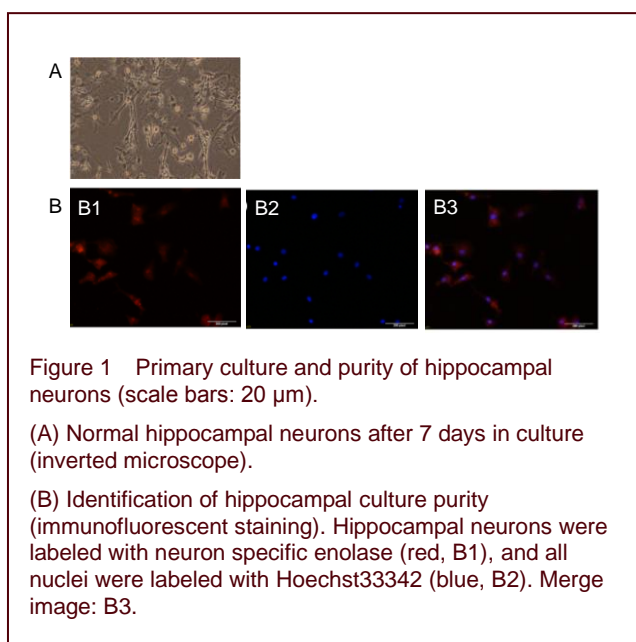 A
B B1 B2 B3
Figure 1 Primary culture and purity of hippocampal
neurons (scale bars: 20 µm).
(A) Normal hippocampal neurons after 7 days in culture
(inverted microscope).
(B) Identification of hippocampal culture purity
(immunofluorescent staining). Hippocampal neurons were
labeled with neuron specific enolase (red, B1), and all
nuclei were labeled with Hoechst33342 (blue, B2). Merge
image: B3.